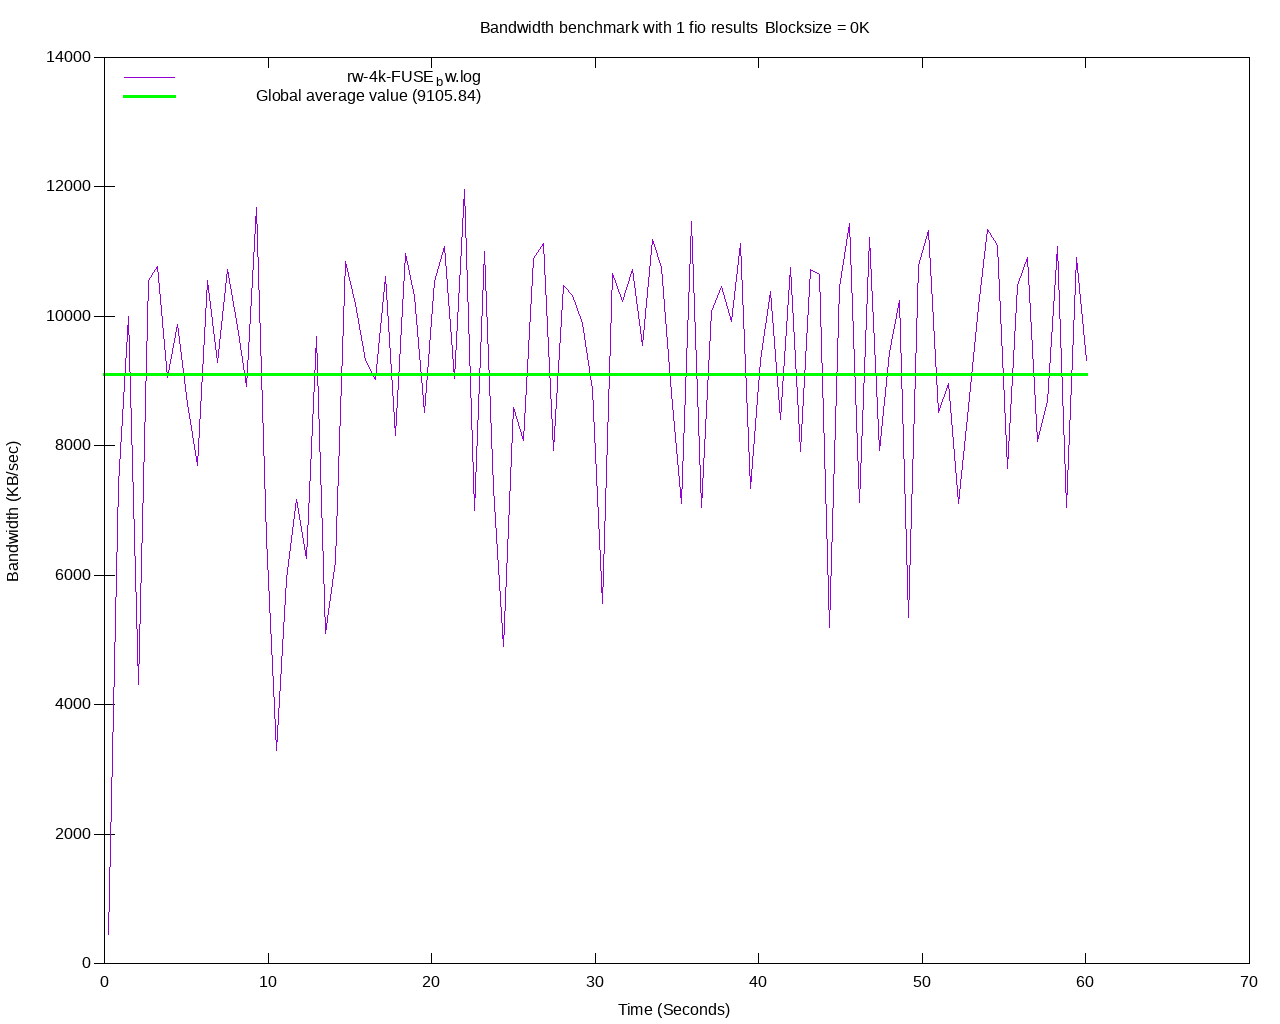 Bandwidth benchmark with 1 fio results Blocksize = 0K
rw-4k-FUSE_bw.log
Global average value (9105.84)
14000
12000
10000
8000
6000
4000
2000
0
Bandwidth (KB/sec)
0 10 20 30 40 50 60 70
Time (Seconds)